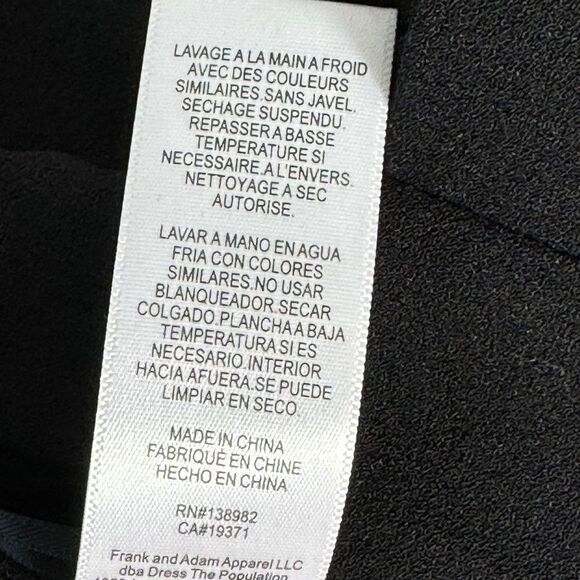 LAVAGE A LA MAIN A FROID
AVEC DES COULEURS
SIMILAIRES.SANS JAVEL.
SECHAGE SUSPENDU.
REPASSER A BASSE
TEMPERATURE SI
NECESSAIRE.A L'ENVERS.
NETTOYAGE A SEC
AUTORISE.
LAVAR A MANO EN AGUA
FRIA CON COLORES
SIMILARES.NO USAR
BLANQUEADOR.SECAR
COLGADO.PLANCHA A BAJA
TEMPERATURA SI ES
NECESARIO.INTERIOR
HACIA AFUERA.SE PUEDE
LIMPIAR EN SECO.
MADE IN CHINA
FABRIQUÉ EN CHINE
HECHO EN CHINA
RN#138982
CA#19371
Frank and Adam Apparel LLC
dba Dress The Population